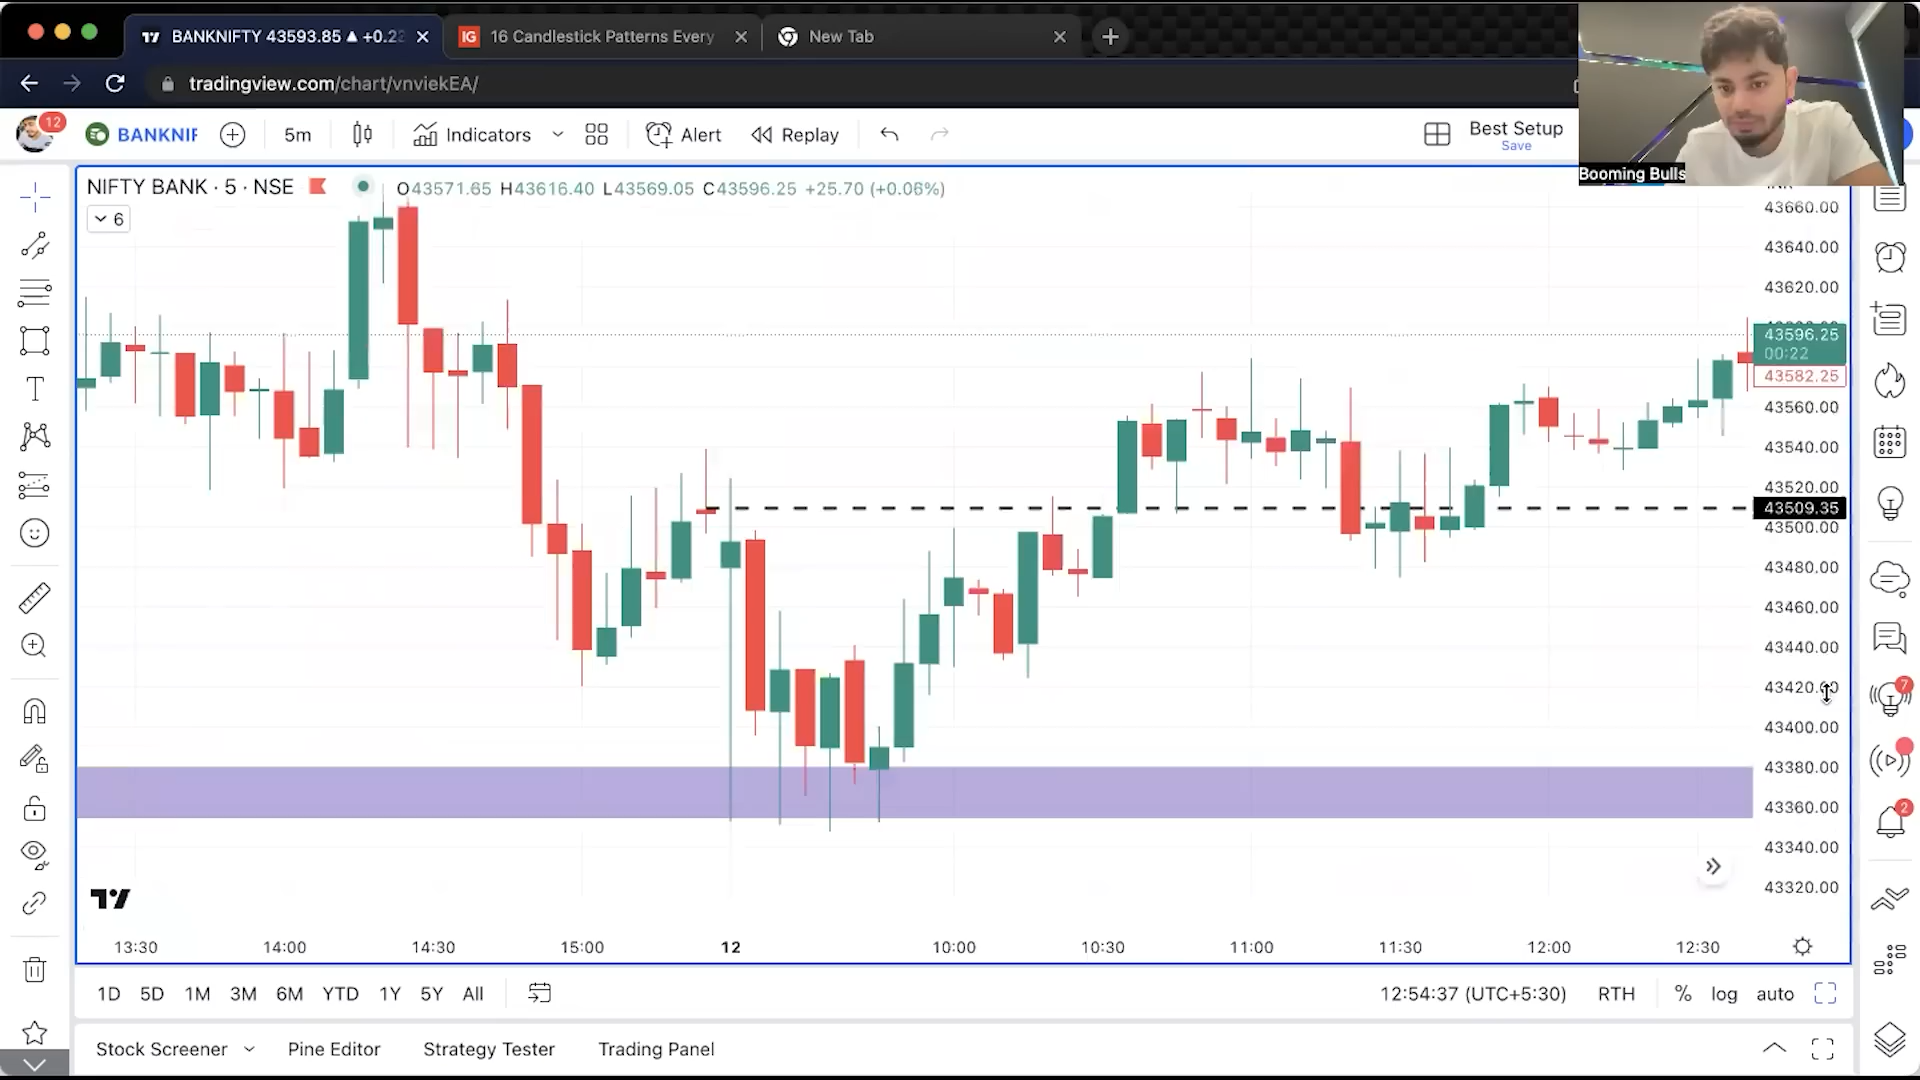 BANKNIFTY 43593.85 ▲ +0.22
IG 16 Candlestick Patterns Every
New Tab
tradingview.com/chart/vnviekEA/
12
BANKNIF
5m
Indicators
Alert
Replay
Best Setup
Save
Booming Bulls
NIFTY BANK · 5 · NSE
O43571.65 H43616.40 L43569.05 C43596.25 +25.70 (+0.06%)
6
43660.00
43640.00
43620.00
43596.25
00:22
43582.25
43560.00
43540.00
43520.00
43509.35
43500.00
43480.00
43460.00
43440.00
43420.00
43400.00
43380.00
43360.00
43340.00
43320.00
7
2
13:30
14:00
14:30
15:00
12
10:00
10:30
11:00
11:30
12:00
12:30
1D 5D 1M 3M 6M YTD 1Y 5Y All
12:54:37 (UTC+5:30) RTH % log auto
Stock Screener
Pine Editor
Strategy Tester
Trading Panel